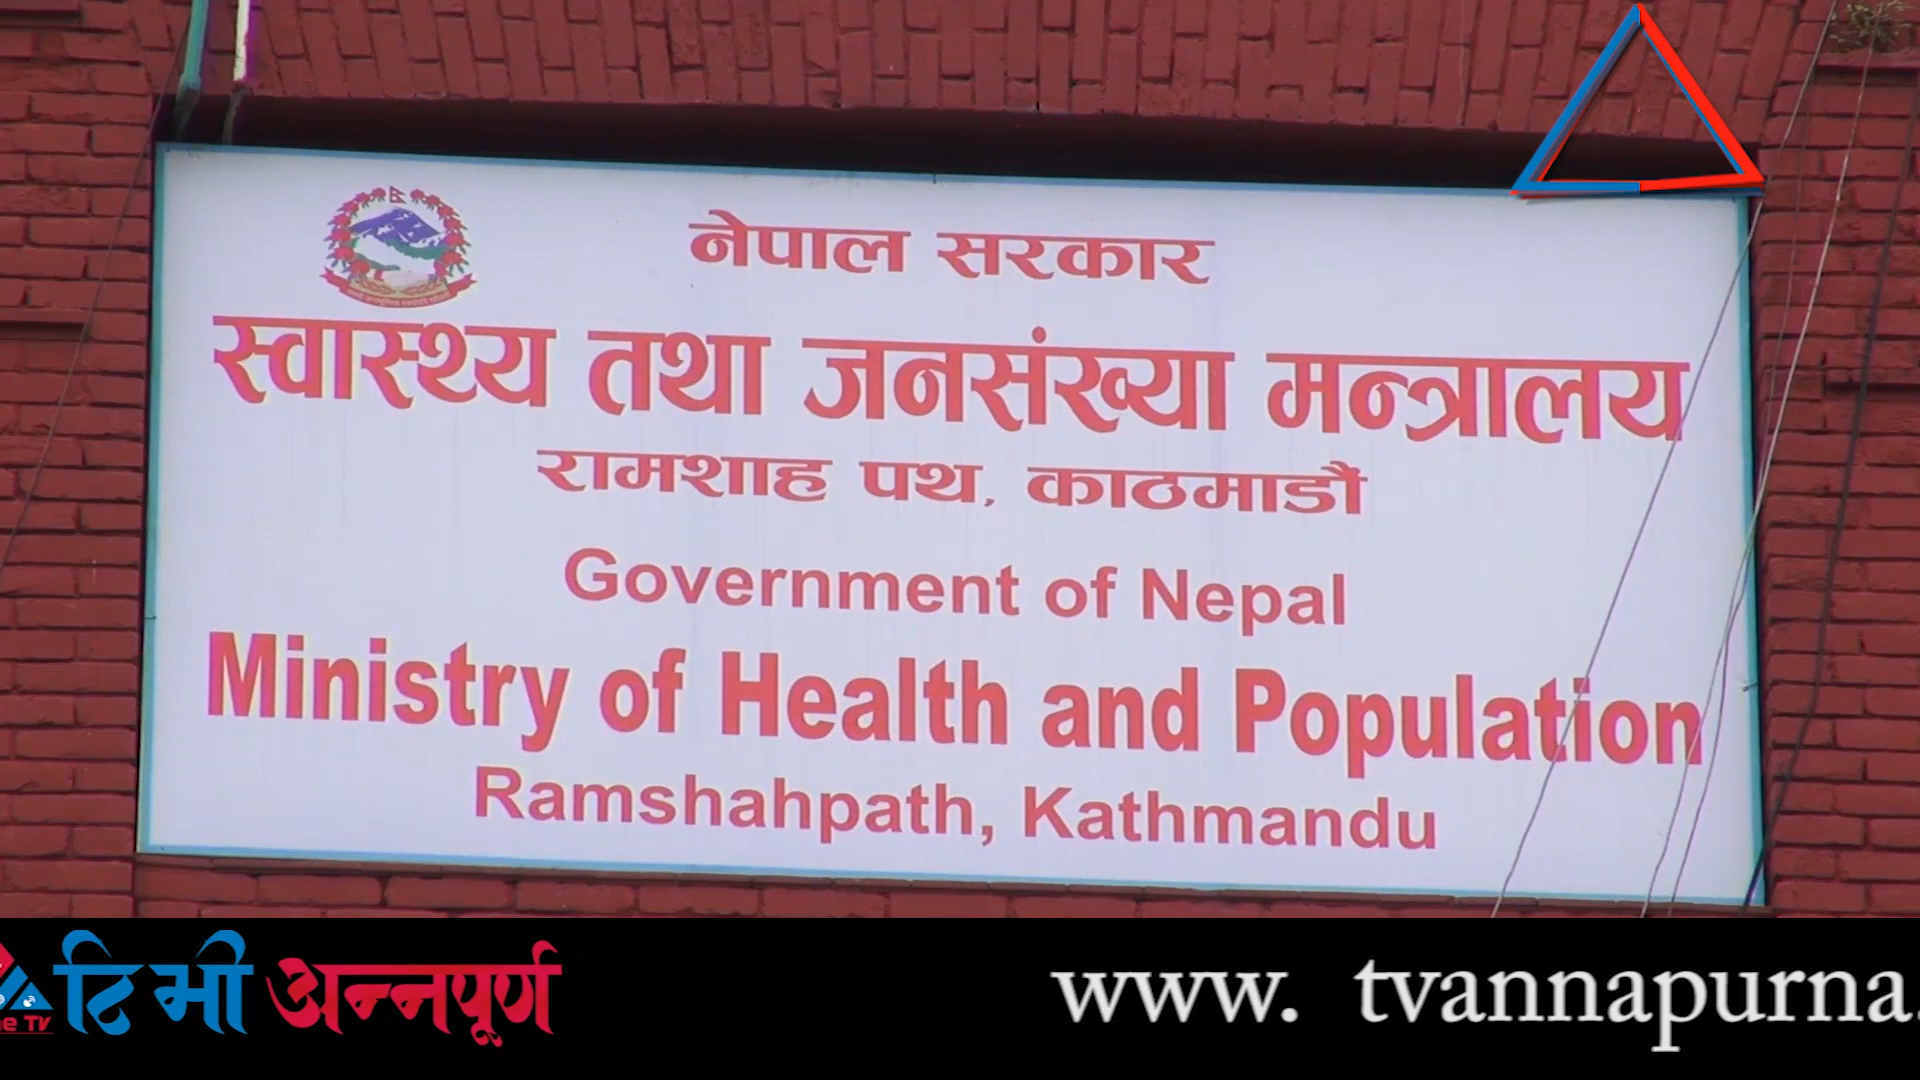 नेपाल सरकार
स्वास्थ्य तथा जनसंख्या मन्त्रालय
रामशाह पथ, काठमाडौं
Government of Nepal
Ministry of Health and Population
Ramshahpath, Kathmandu
टिभी अन्नपूर्ण
www. tvannapurna.